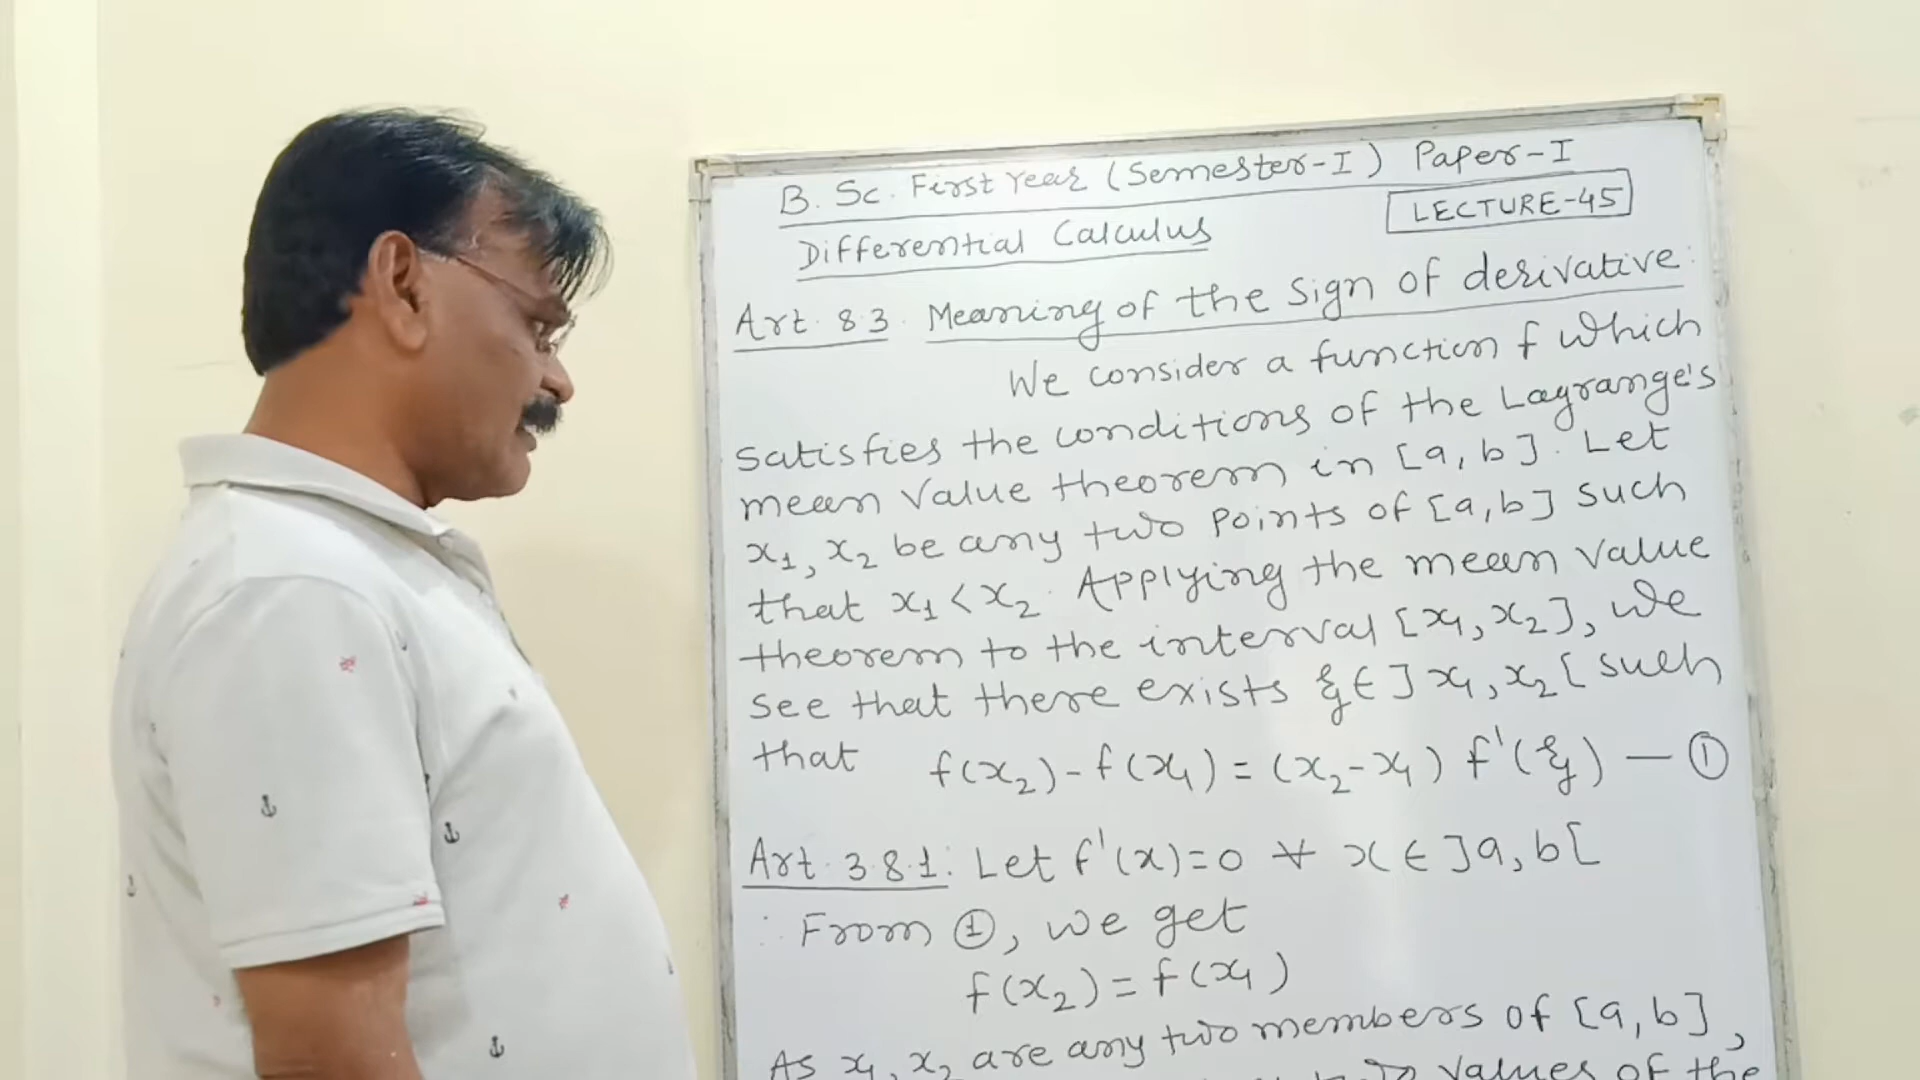 B. Sc. First Year (Semester-I) Paper-I
LECTURE-45
Differential Calculus
Art. 8.3. Meaning of the sign of derivative:
We consider a function f which
satisfies the conditions of the Lagrange's
mean value theorem in [a, b]. Let
x₁, x₂ be any two points of [a, b] such
that x₁ < x₂. Applying the mean value
theorem to the interval [x₁, x₂], we
see that there exists ξ ∈ ]x₁, x₂[ such
that f(x₂) - f(x₁) = (x₂ - x₁) f'(ξ) — ①
Art. 3.8.1: Let f'(x) = 0 ∀ x ∈ ]a, b[
∴ From ①, we get
f(x₂) = f(x₁)
As x₁, x₂ are any two members of [a, b],
values of the